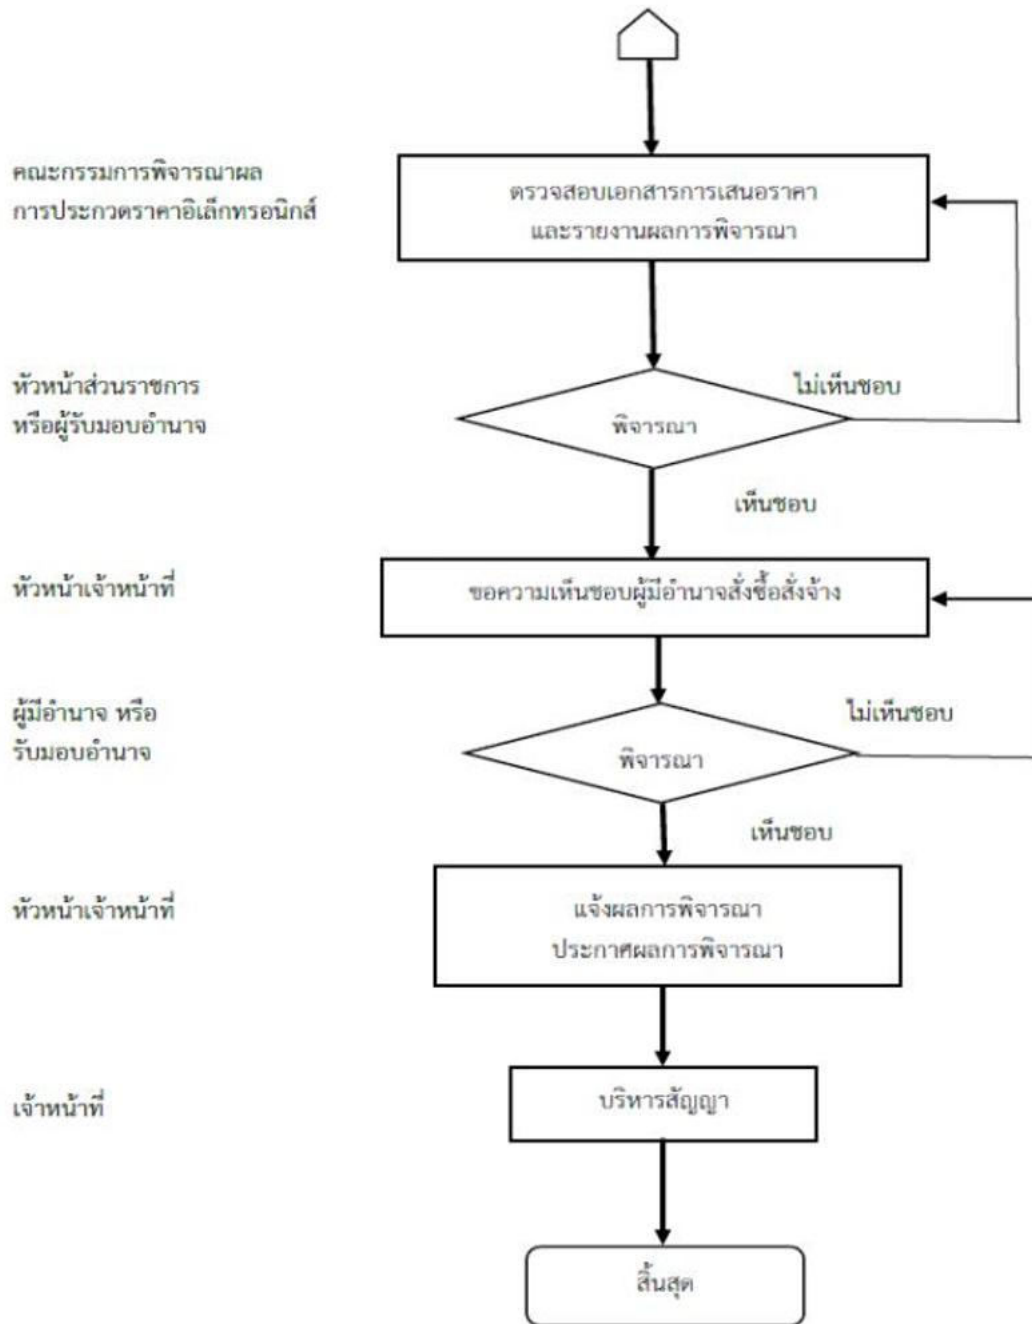 คณะกรรมการพิจารณาผล
การประกวดราคาอิเล็กทรอนิกส์
ตรวจสอบเอกสารการเสนอราคา
และรายงานผลการพิจารณา
หัวหน้าส่วนราชการ
หรือผู้รับมอบอำนาจ
พิจารณา
ไม่เห็นชอบ
เห็นชอบ
หัวหน้าเจ้าหน้าที่
ขอความเห็นชอบผู้มีอำนาจสั่งซื้อสั่งจ้าง
ผู้มีอำนาจ หรือ
รับมอบอำนาจ
พิจารณา
ไม่เห็นชอบ
เห็นชอบ
หัวหน้าเจ้าหน้าที่
แจ้งผลการพิจารณา
ประกาศผลการพิจารณา
เจ้าหน้าที่
บริหารสัญญา
สิ้นสุด